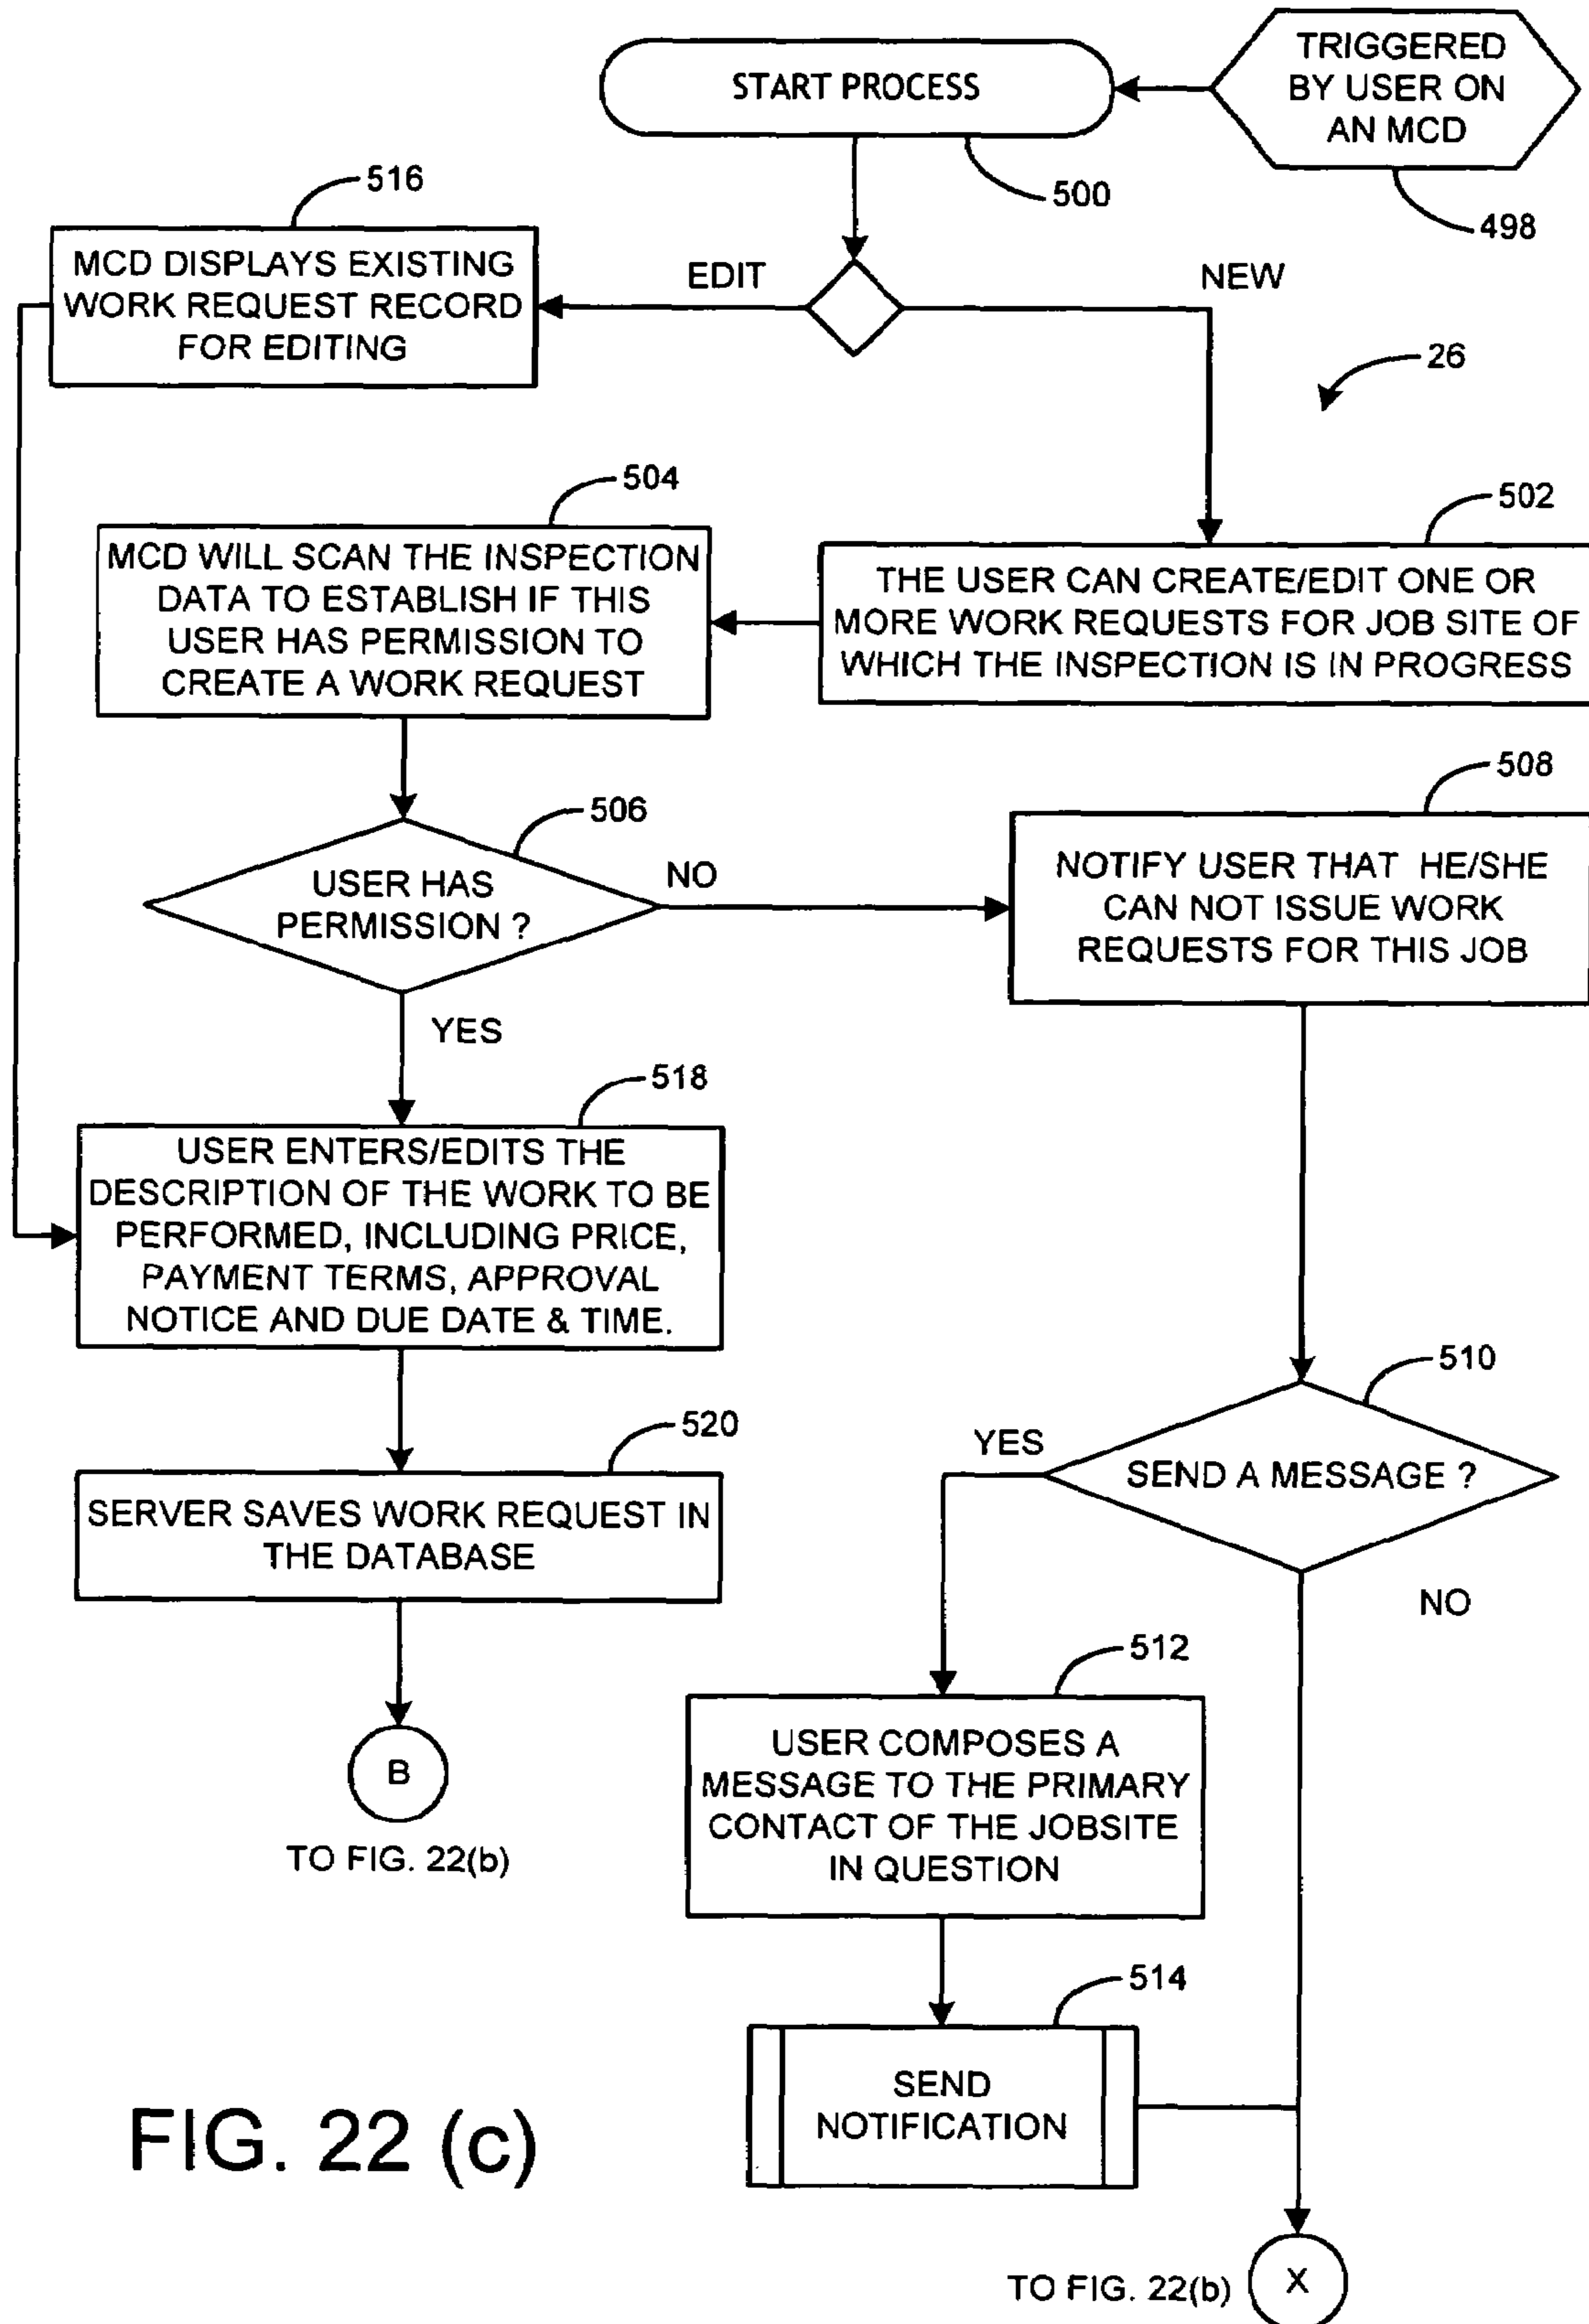 START PROCESS
TRIGGERED
BY USER ON
AN MCD
500
498
516
MCD DISPLAYS EXISTING
WORK REQUEST RECORD
FOR EDITING
EDIT
NEW
26
504
MCD WILL SCAN THE INSPECTION
DATA TO ESTABLISH IF THIS
USER HAS PERMISSION TO
CREATE A WORK REQUEST
502
THE USER CAN CREATE/EDIT ONE OR
MORE WORK REQUESTS FOR JOB SITE OF
WHICH THE INSPECTION IS IN PROGRESS
506
USER HAS
PERMISSION ?
NO
508
NOTIFY USER THAT HE/SHE
CAN NOT ISSUE WORK
REQUESTS FOR THIS JOB
YES
518
USER ENTERS/EDITS THE
DESCRIPTION OF THE WORK TO BE
PERFORMED, INCLUDING PRICE,
PAYMENT TERMS, APPROVAL
NOTICE AND DUE DATE & TIME.
510
SEND A MESSAGE ?
YES
NO
520
SERVER SAVES WORK REQUEST IN
THE DATABASE
B
TO FIG. 22(b)
512
USER COMPOSES A
MESSAGE TO THE PRIMARY
CONTACT OF THE JOBSITE
IN QUESTION
514
SEND
NOTIFICATION
FIG. 22 (c)
TO FIG. 22(b)
X